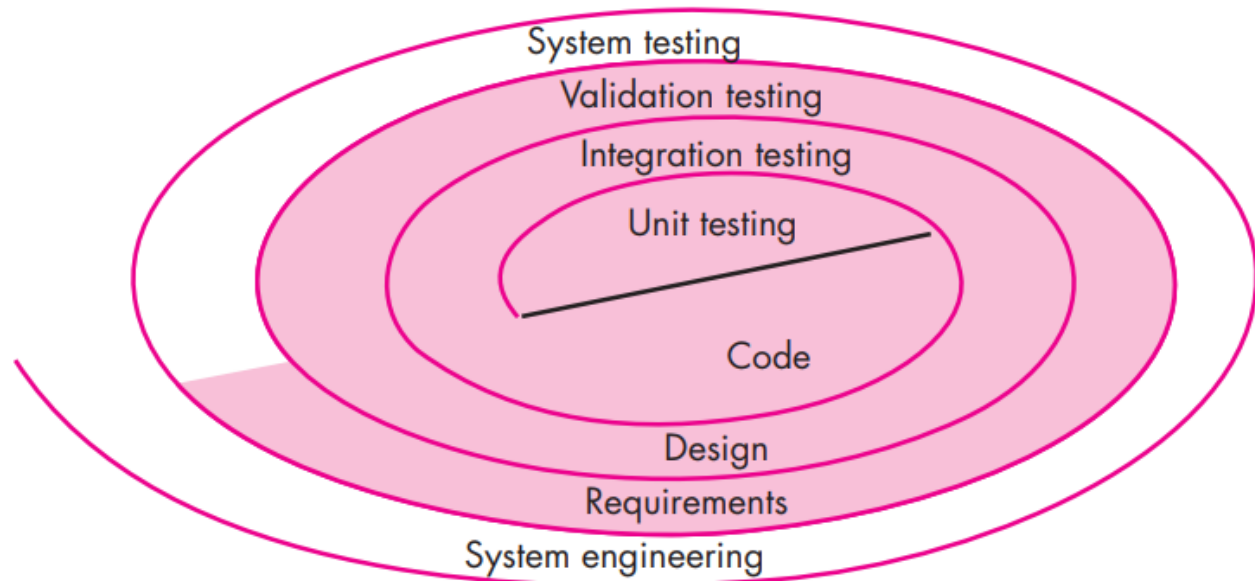 System testing
Validation testing
Integration testing
Unit testing
Code
Design
Requirements
System engineering